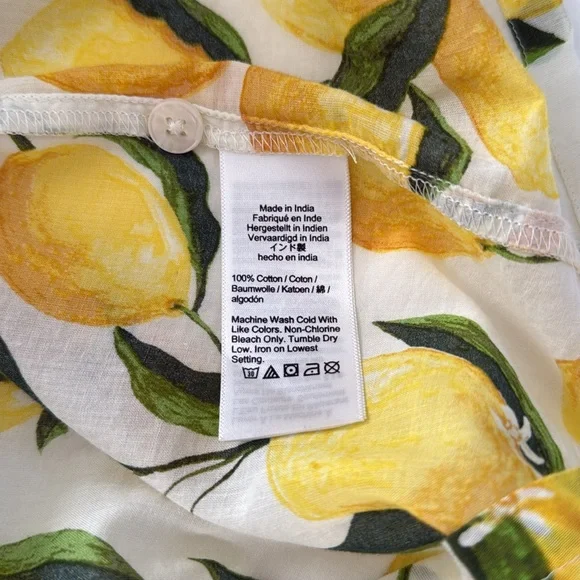 Made in India
Fabriqué en Inde
Hergestellt in Indien
Vervaardigd in India
インド製
hecho en india
100% Cotton / Coton /
Baumwolle / Katoen / 綿 /
algodón
Machine Wash Cold With
Like Colors. Non-Chlorine
Bleach Only. Tumble Dry
Low. Iron on Lowest
Setting.
30